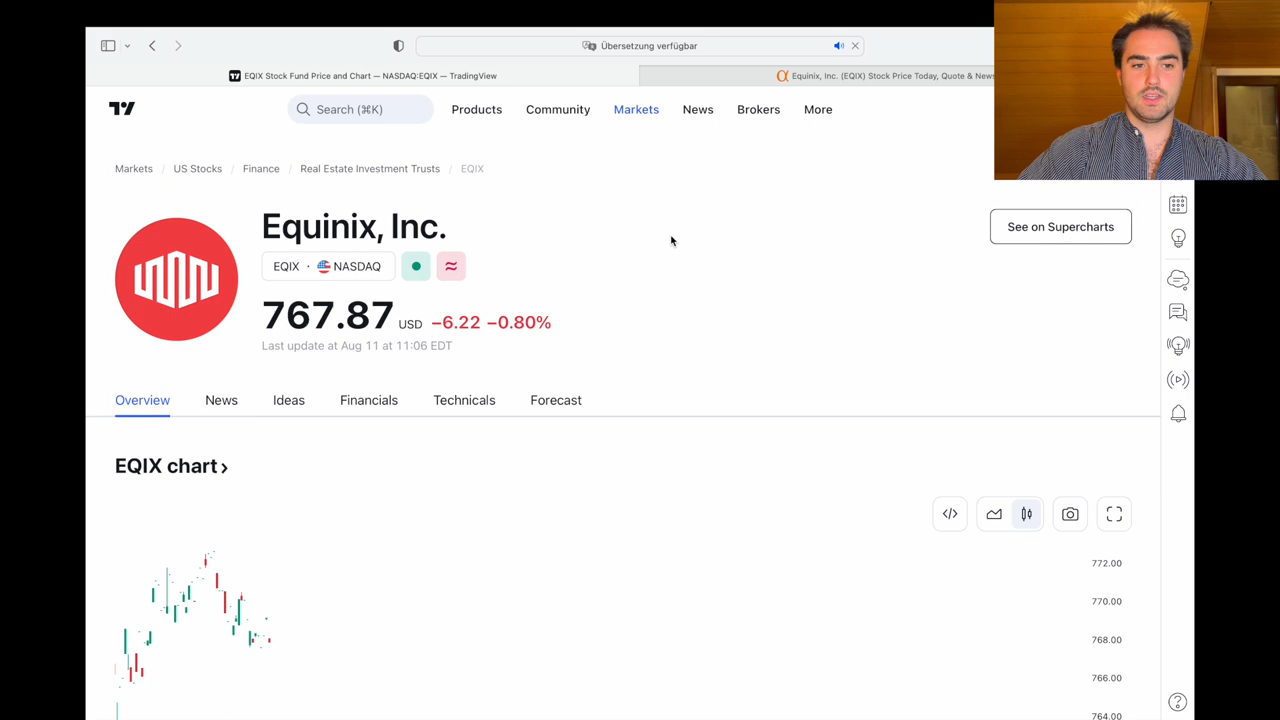 Übersetzung verfügbar
EQIX Stock Fund Price and Chart — NASDAQ:EQIX — TradingView
Equinix, Inc. (EQIX) Stock Price Today, Quote & News
Search (⌘K)
Products
Community
Markets
News
Brokers
More
Markets / US Stocks / Finance / Real Estate Investment Trusts / EQIX
Equinix, Inc.
See on Supercharts
EQIX · NASDAQ
767.87 USD −6.22 −0.80%
Last update at Aug 11 at 11:06 EDT
Overview
News
Ideas
Financials
Technicals
Forecast
EQIX chart ›
772.00
770.00
768.00
766.00
764.00